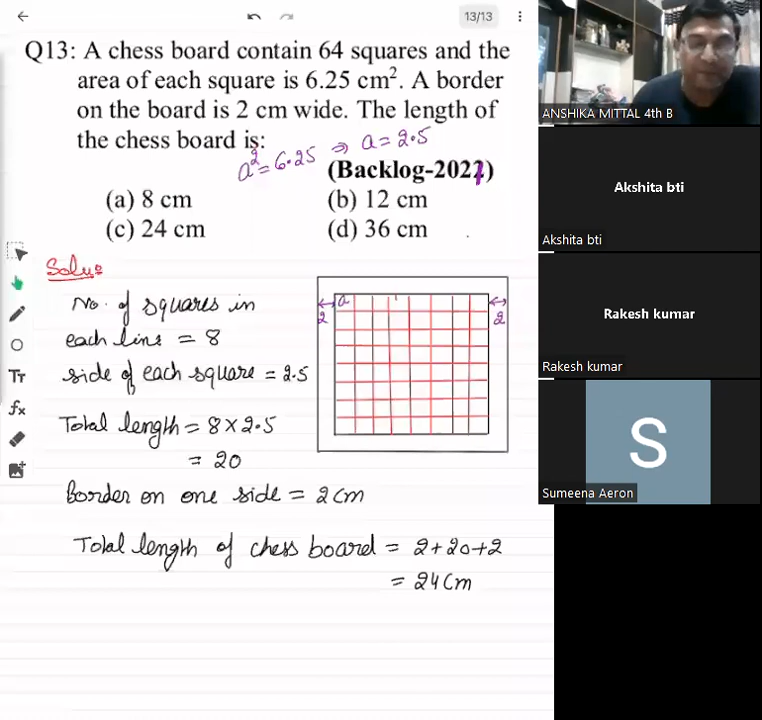 13/13
Q13: A chess board contain 64 squares and the
area of each square is 6.25 cm². A border
on the board is 2 cm wide. The length of
the chess board is:
a² = 6.25 ⇒ a = 2.5
(Backlog-2021)
(a) 8 cm (b) 12 cm
(c) 24 cm (d) 36 cm
Solu:
No. of squares in
each line = 8
side of each square = 2.5
Total length = 8 × 2.5
= 20
Border on one side = 2 cm
Total length of chess board = 2+20+2
= 24 cm
a
2
2
Tт
fx
ANSHIKA MITTAL 4th B
Akshita bti
Akshita bti
Rakesh kumar
Rakesh kumar
S
Sumeena Aeron